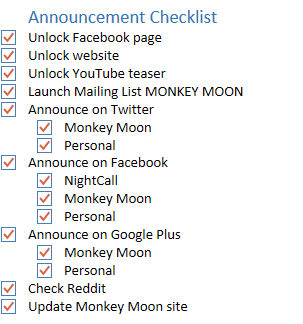 Announcement Checklist
Unlock Facebook page
Unlock website
Unlock YouTube teaser
Launch Mailing List MONKEY MOON
Announce on Twitter
Monkey Moon
Personal
Announce on Facebook
NightCall
Monkey Moon
Personal
Announce on Google Plus
Monkey Moon
Personal
Check Reddit
Update Monkey Moon site